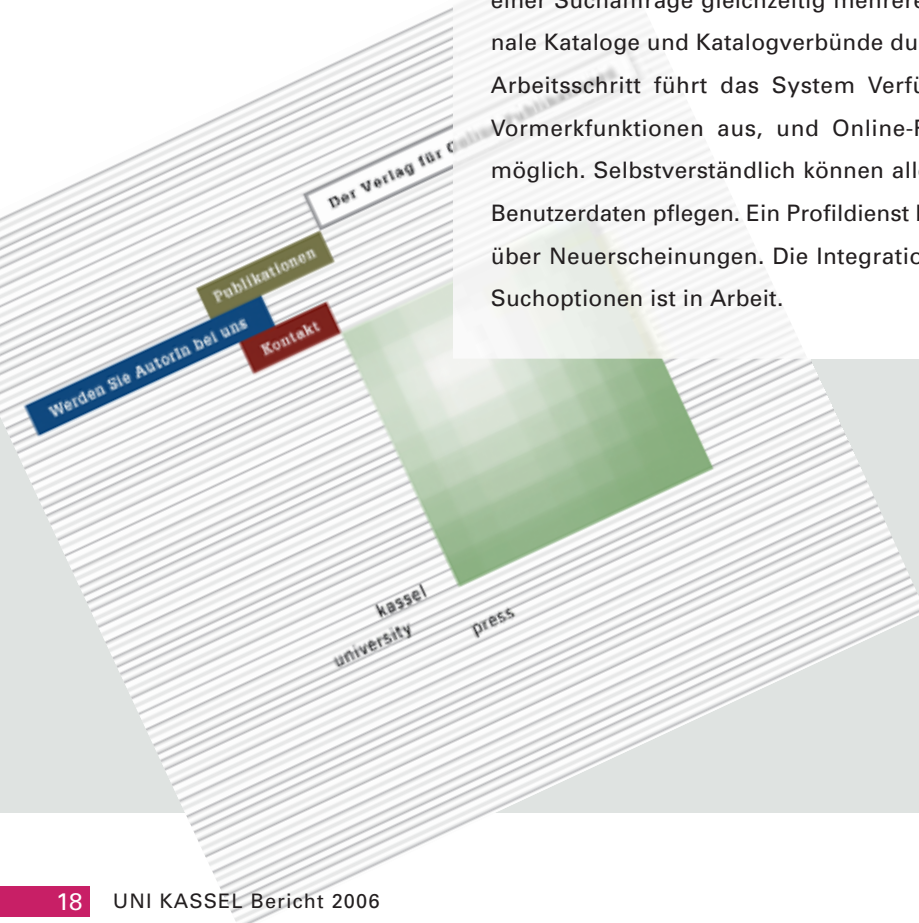 einer Suchanfrage gleichzeitig mehrere
nale Kataloge und Katalogverbünde du
Arbeitsschritt führt das System Verfü
Vormerkfunktionen aus, und Online-
möglich. Selbstverständlich können all
Benutzerdaten pflegen. Ein Profildienst
über Neuerscheinungen. Die Integratio
Suchoptionen ist in Arbeit.
Der Verlag für Online-Publikationen
Publikationen
Werden Sie AutorIn bei uns
Kontakt
kassel
university press
18 UNI KASSEL Bericht 2006